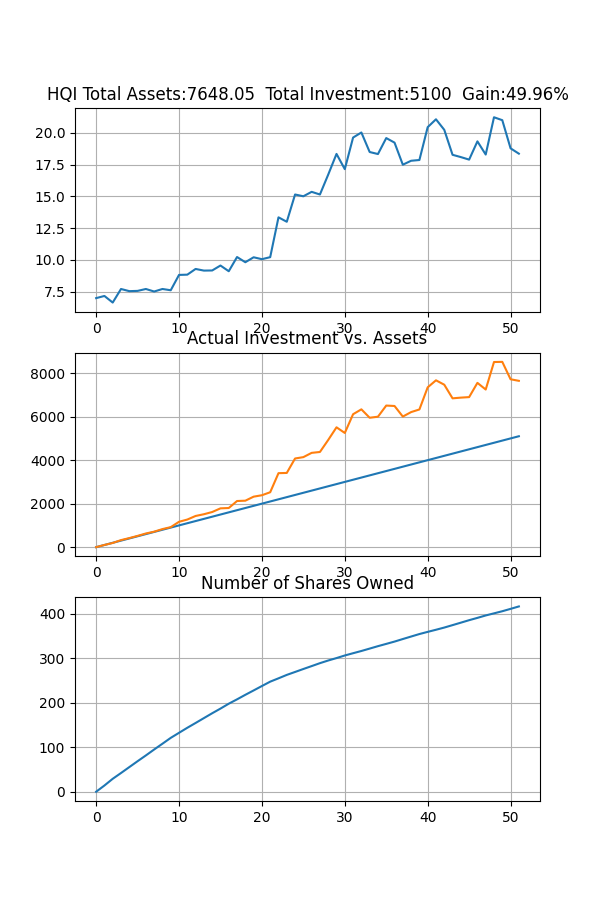 HQI Total Assets:7648.05  Total Investment:5100  Gain:49.96%
20.0
17.5
15.0
12.5
10.0
7.5
0 10 20 30 40 50
Actual Investment vs. Assets
8000
6000
4000
2000
0
0 10 20 30 40 50
Number of Shares Owned
400
300
200
100
0
0 10 20 30 40 50